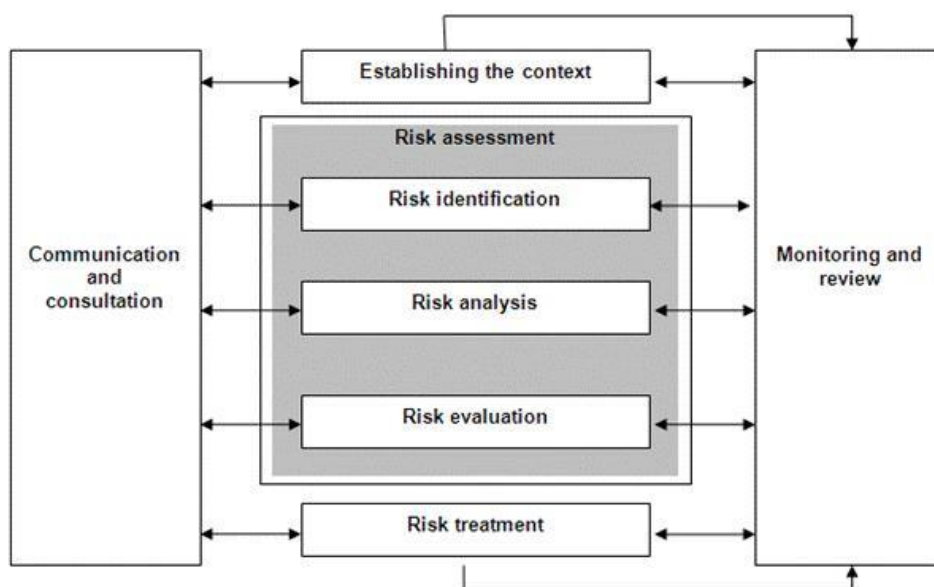 Establishing the context
Risk assessment
Risk identification
Communication
and
consultation
Monitoring and
review
Risk analysis
Risk evaluation
Risk treatment